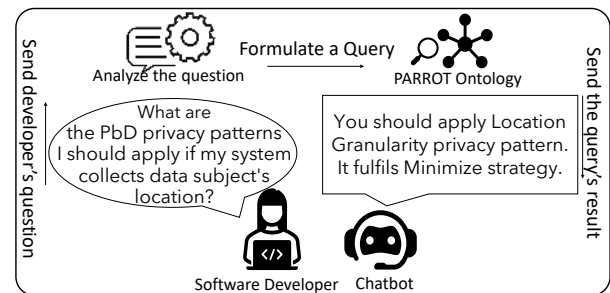 Formulate a Query
Analyze the question
PARROT Ontology
Send developer's question
What are
the PbD privacy patterns
I should apply if my system
collects data subject's
location?
You should apply Location
Granularity privacy pattern.
It fulfils Minimize strategy.
Send the query's result
</>
Software Developer
Chatbot